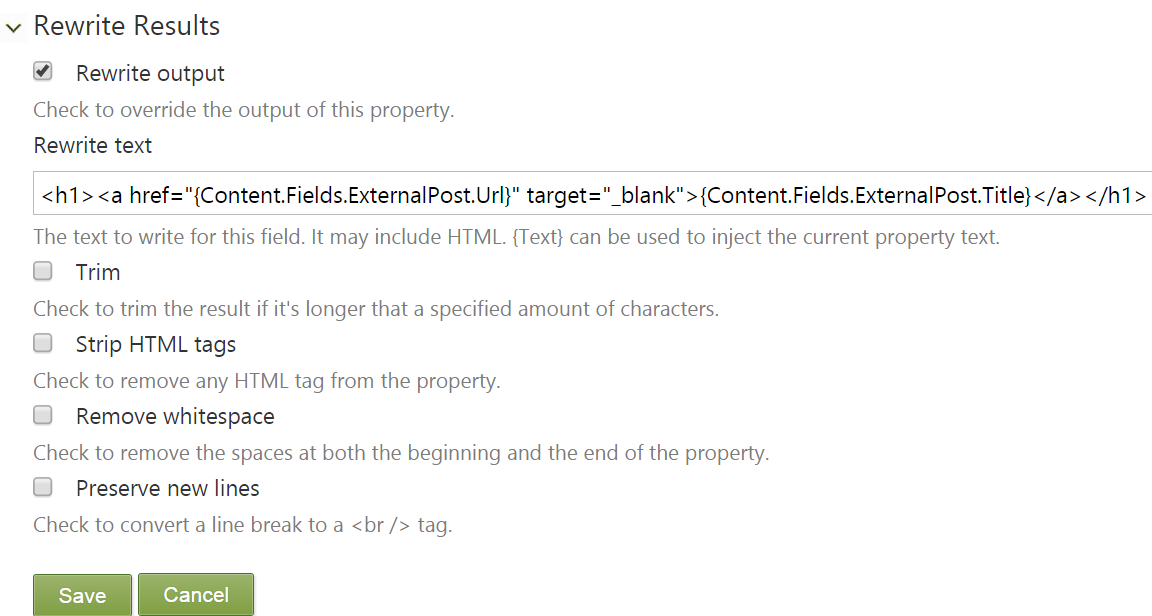 Rewrite Results
Rewrite output
Check to override the output of this property.
Rewrite text
<h1><a href="{Content.Fields.ExternalPost.Url}" target="_blank">{Content.Fields.ExternalPost.Title}</a></h1>
The text to write for this field. It may include HTML. {Text} can be used to inject the current property text.
Trim
Check to trim the result if it's longer that a specified amount of characters.
Strip HTML tags
Check to remove any HTML tag from the property.
Remove whitespace
Check to remove the spaces at both the beginning and the end of the property.
Preserve new lines
Check to convert a line break to a <br /> tag.
Save Cancel